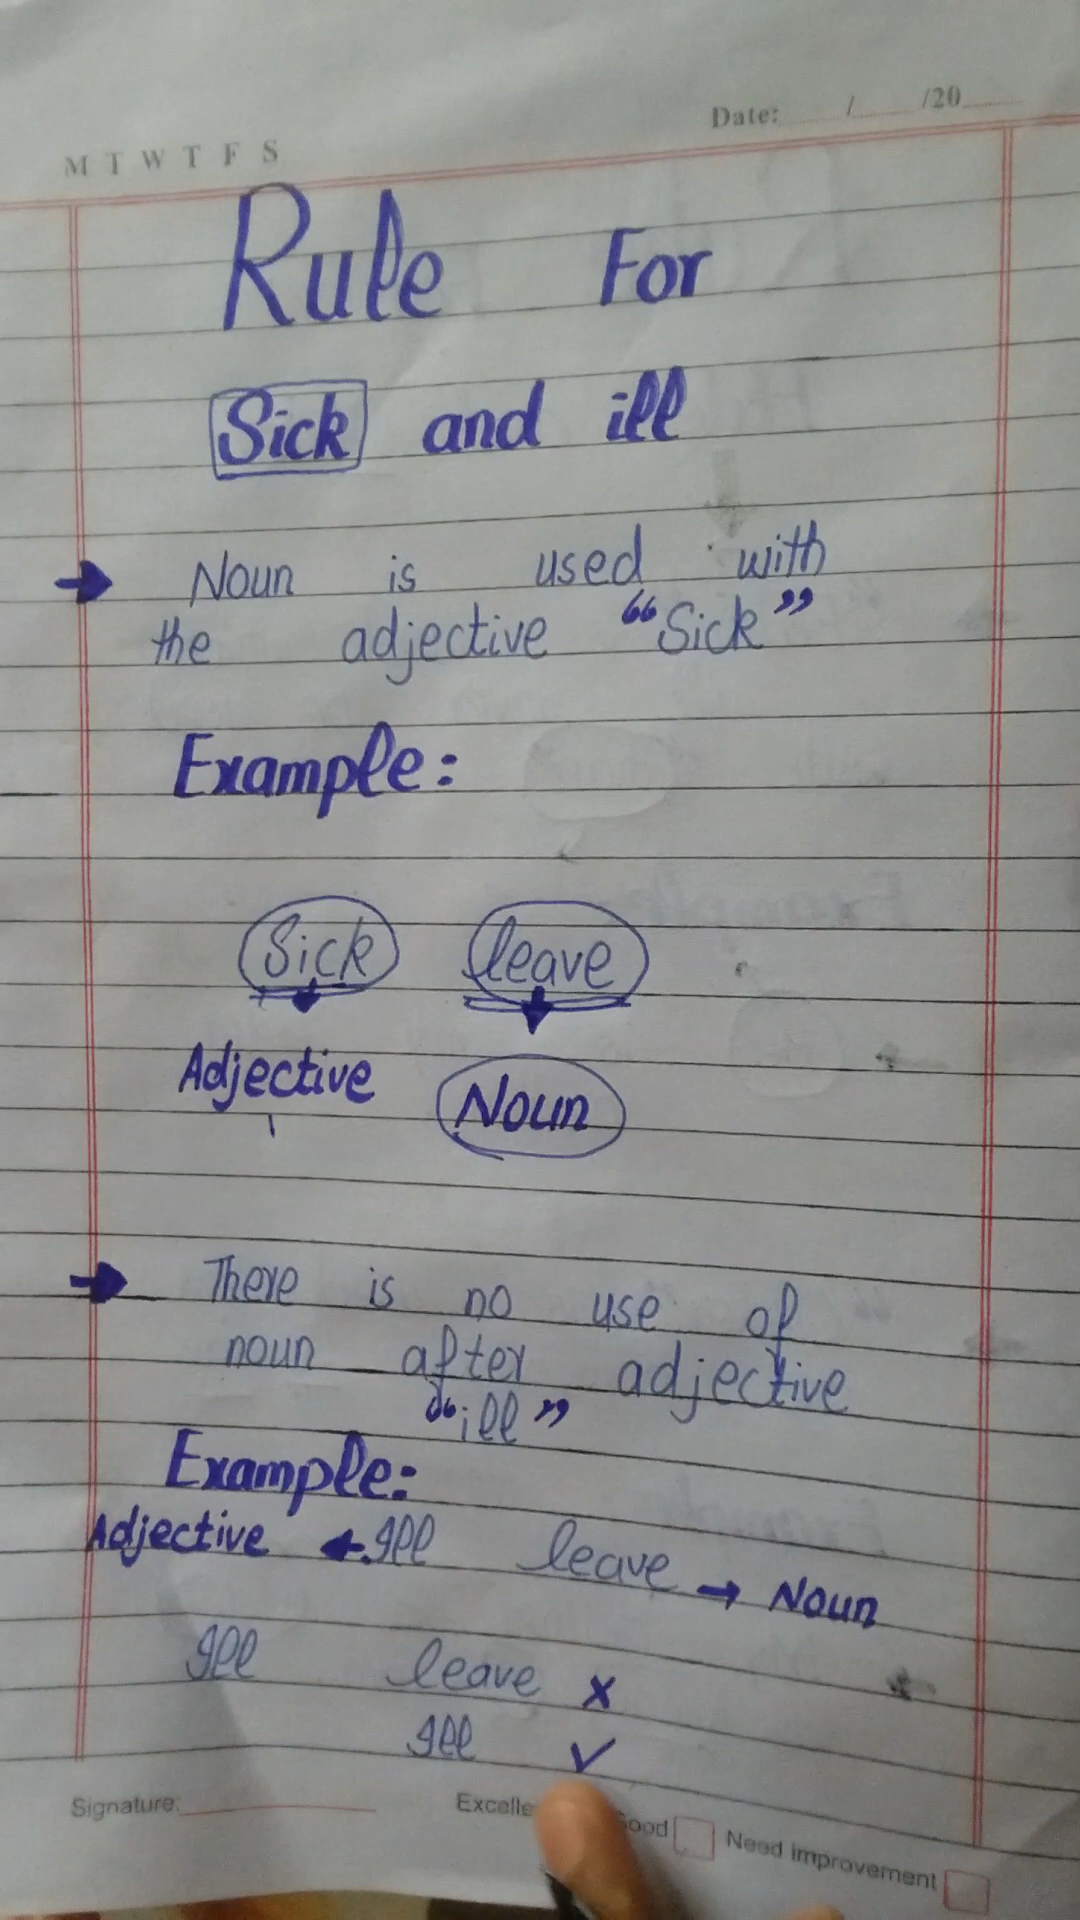 Date: / /20
M T W T F S
Rule For
Sick and ill
Noun is used with
the adjective "Sick"
Example:
Sick leave
Adjective Noun
There is no use of
noun after adjective
"ill"
Example:
Adjective ← Ill leave → Noun
Ill leave x
Ill ✓
Signature: Good Need improvement